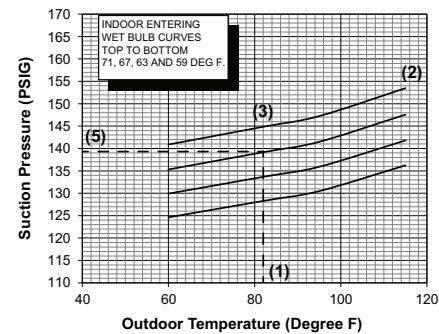 INDOOR ENTERING
WET BULB CURVES
TOP TO BOTTOM
71, 67, 63 AND 59 DEG F.
Suction Pressure (PSIG)
170
165
160
155
150
145
140
135
130
125
120
115
110
(1)
(2)
(3)
(5)
40 60 80 100 120
Outdoor Temperature (Degree F)